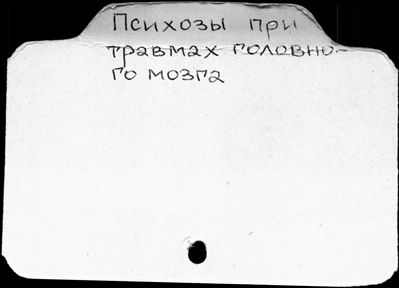 Психозы при
травмах головно-
го мозга